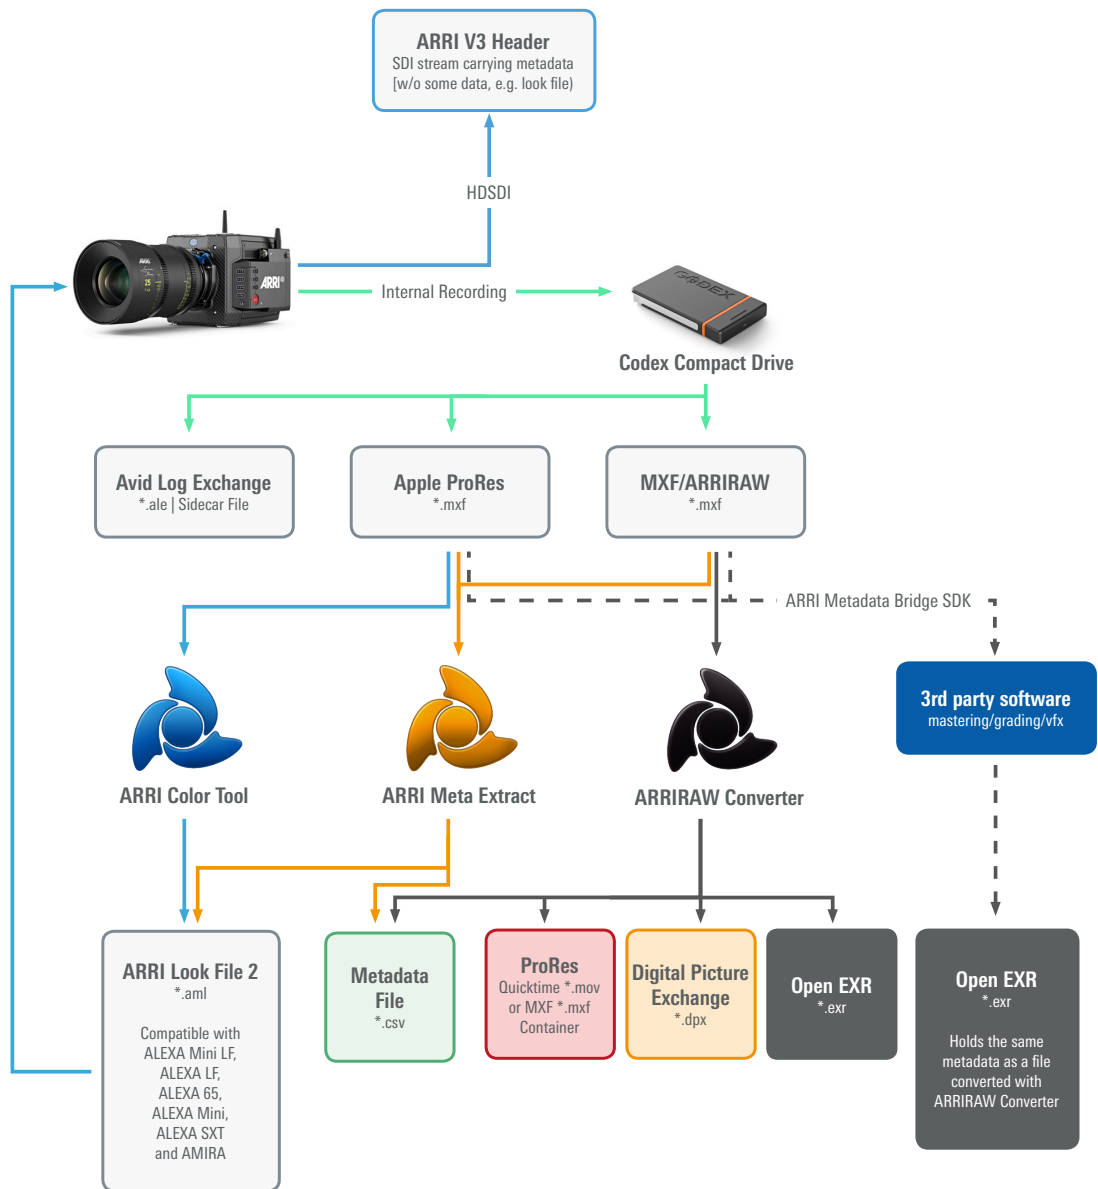 ARRI V3 Header
SDI stream carrying metadata
[w/o some data, e.g. look file)
HDSDI
ARRI
25
ARRI
Internal Recording
CODEX
Codex Compact Drive
Avid Log Exchange
*.ale | Sidecar File
Apple ProRes
*.mxf
MXF/ARRIRAW
*.mxf
ARRI Metadata Bridge SDK
3rd party software
mastering/grading/vfx
ARRI Color Tool
ARRI Meta Extract
ARRIRAW Converter
ARRI Look File 2
*.aml
Compatible with
ALEXA Mini LF,
ALEXA LF,
ALEXA 65,
ALEXA Mini,
ALEXA SXT
and AMIRA
Metadata
File
*.csv
ProRes
Quicktime *.mov
or MXF *.mxf
Container
Digital Picture
Exchange
*.dpx
Open EXR
*.exr
Open EXR
*.exr
Holds the same
metadata as a file
converted with
ARRIRAW Converter